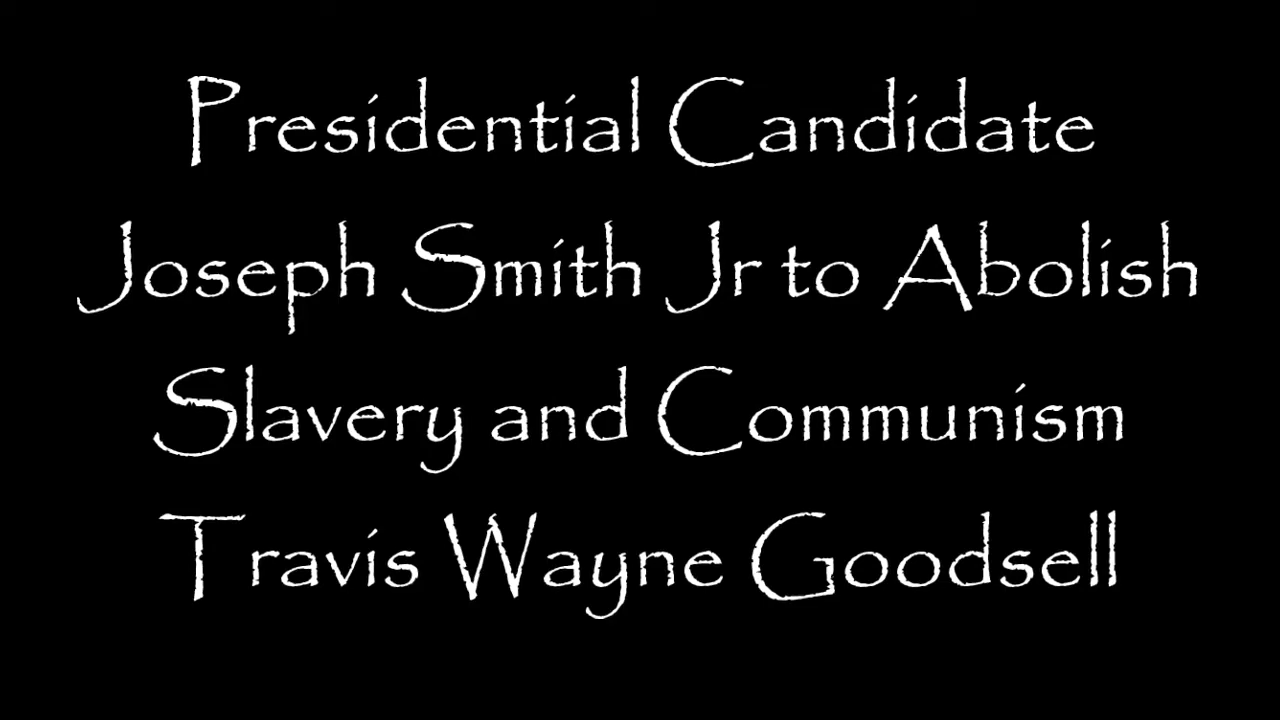 Presidential Candidate
Joseph Smith Jr to Abolish
Slavery and Communism
Travis Wayne Goodsell